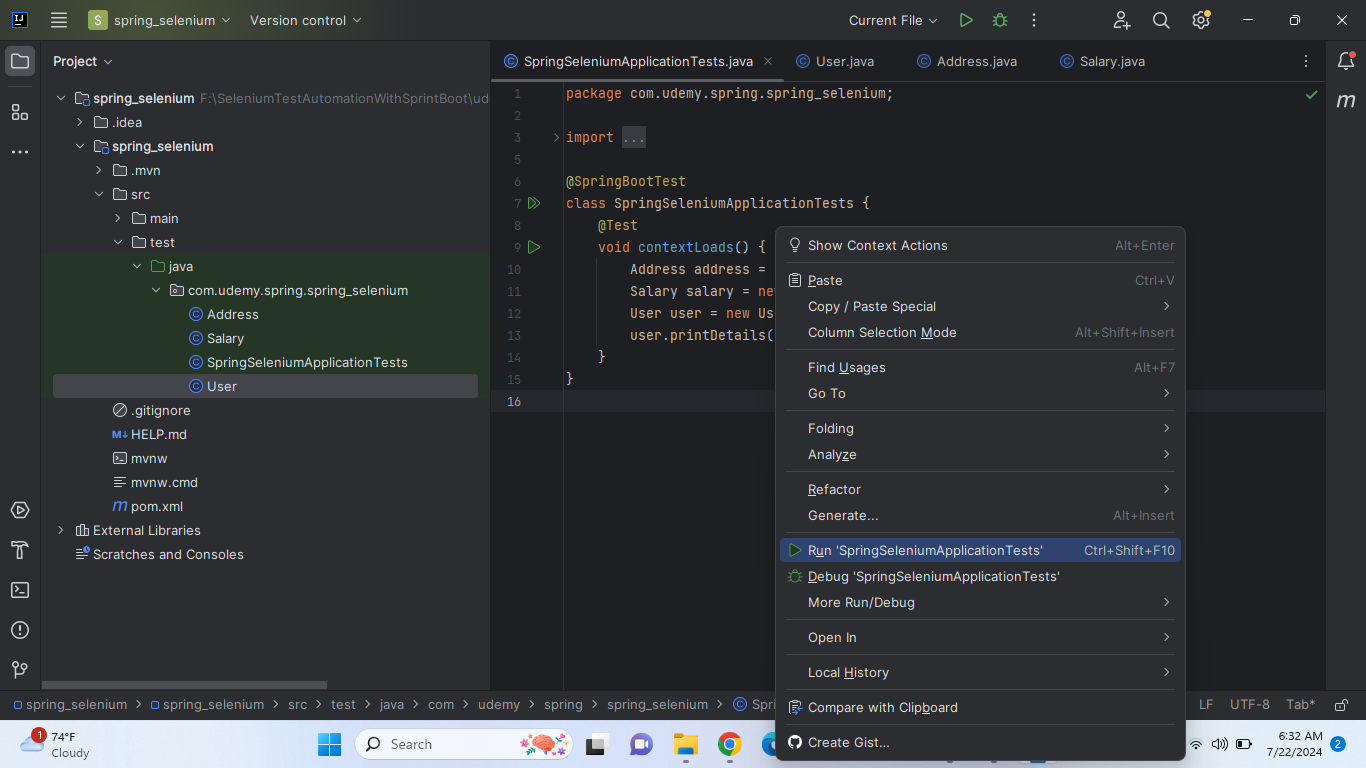 S spring_selenium Version control Current File
Project
spring_selenium F:\SeleniumTestAutomationWithSprintBoot\ud
.idea
spring_selenium
.mvn
src
main
test
java
com.udemy.spring.spring_selenium
Address
Salary
SpringSeleniumApplicationTests
User
.gitignore
HELP.md
mvnw
mvnw.cmd
pom.xml
External Libraries
Scratches and Consoles
SpringSeleniumApplicationTests.java User.java Address.java Salary.java
1 package com.udemy.spring.spring_selenium;
2
3 import ...
5
6 @SpringBootTest
7 class SpringSeleniumApplicationTests {
8 @Test
9 void contextLoads() {
10 Address address =
11 Salary salary = new
12 User user = new Us
13 user.printDetails(
14 }
15 }
16
Show Context Actions Alt+Enter
Paste Ctrl+V
Copy / Paste Special
Column Selection Mode Alt+Shift+Insert
Find Usages Alt+F7
Go To
Folding
Analyze
Refactor
Generate... Alt+Insert
Run 'SpringSeleniumApplicationTests' Ctrl+Shift+F10
Debug 'SpringSeleniumApplicationTests'
More Run/Debug
Open In
Local History
Compare with Clipboard
Create Gist...
spring_selenium > spring_selenium > src > test > java > com > udemy > spring > spring_selenium > Spri
LF UTF-8 Tab*
1 74°F
Cloudy
Search
6:32 AM
7/22/2024 2